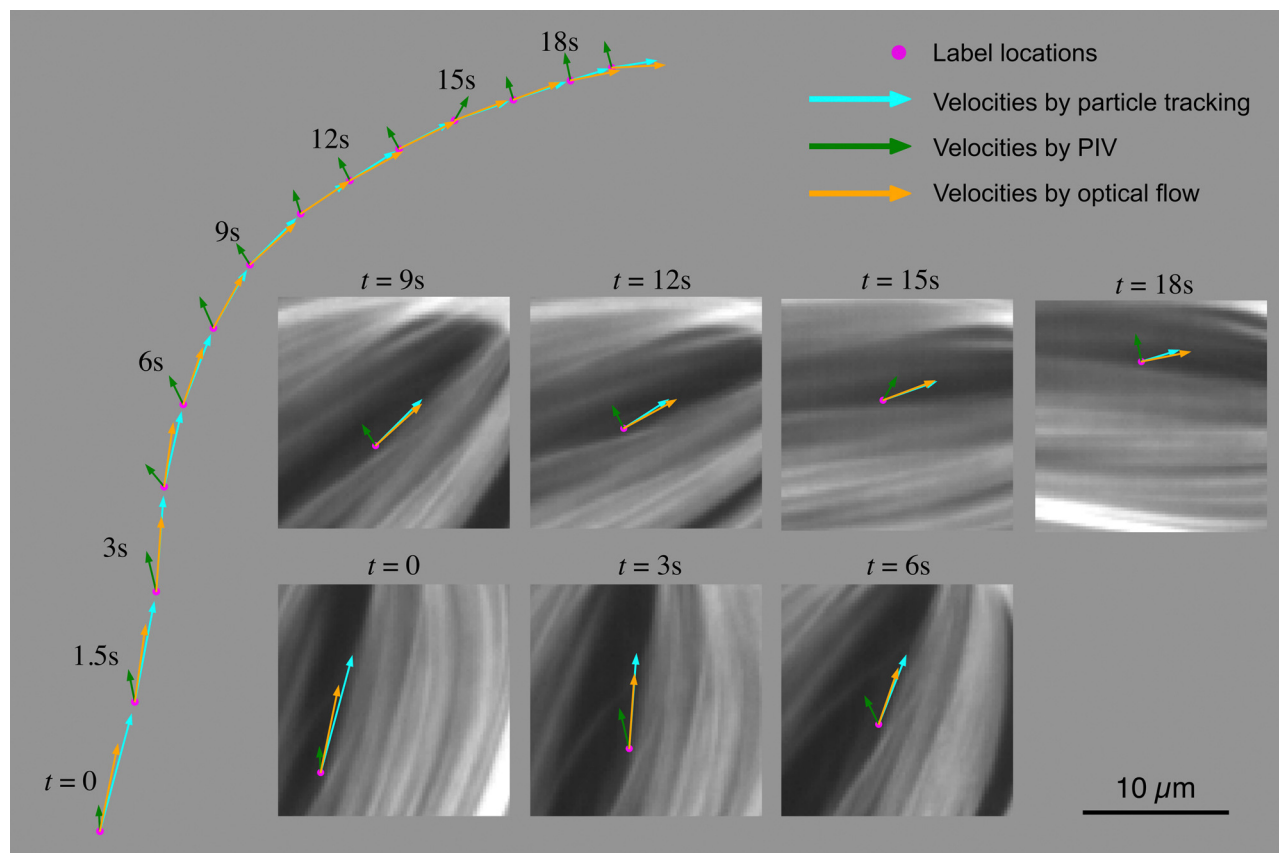 18s
15s
12s
9s
6s
3s
1.5s
t = 0
Label locations
Velocities by particle tracking
Velocities by PIV
Velocities by optical flow
t = 9s
t = 12s
t = 15s
t = 18s
t = 0
t = 3s
t = 6s
10 μm